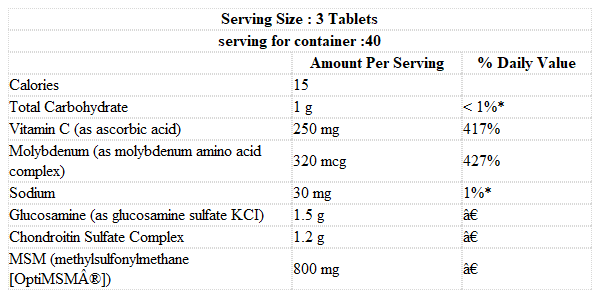 Serving Size : 3 Tablets
serving for container :40
Amount Per Serving % Daily Value
Calories 15
Total Carbohydrate 1 g < 1%*
Vitamin C (as ascorbic acid) 250 mg 417%
Molybdenum (as molybdenum amino acid
complex) 320 mcg 427%
Sodium 30 mg 1%*
Glucosamine (as glucosamine sulfate KCI) 1.5 g â€
Chondroitin Sulfate Complex 1.2 g â€
MSM (methylsulfonylmethane
[OptiMSMÂ®]) 800 mg â€